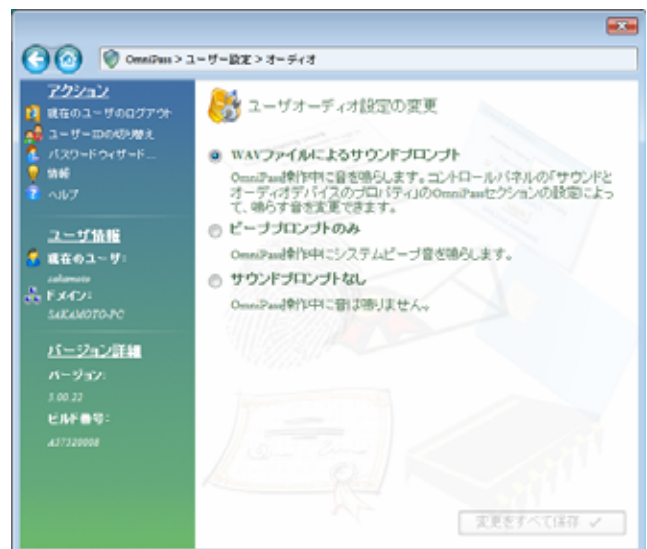 OmniPass > ユーザー設定 > オーディオ
アクション
現在のユーザのログアウト
ユーザーIDの切り替え
パスワードウィザード...
情報
ヘルプ
ユーザ情報
現在のユーザ:
sakamoto
ドメイン:
SAKAMOTO-PC
バージョン詳細
バージョン:
5.00.22
ビルド番号:
ユーザオーディオ設定の変更
WAVファイルによるサウンドプロンプト
OmniPass操作中に音を鳴らします。コントロールパネルの「サウンドと
オーディオデバイスのプロパティ」のOmniPassセクションの設定によっ
て、鳴らす音を変更できます。
ビーププロンプトのみ
OmniPass操作中にシステムビープ音を鳴らします。
サウンドプロンプトなし
OmniPass操作中に音は鳴りません。
変更をすべて保存